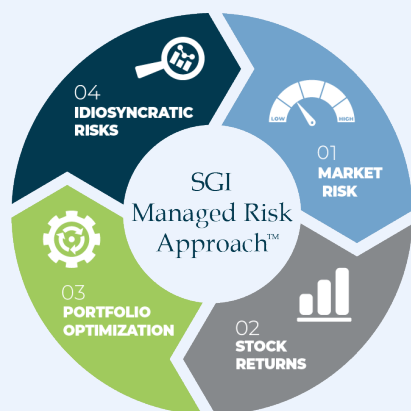 SGI
Managed Risk
Approach™
01
MARKET
RISK
LOW
HIGH
02
STOCK
RETURNS
03
PORTFOLIO
OPTIMIZATION
04
IDIOSYNCRATIC
RISKS